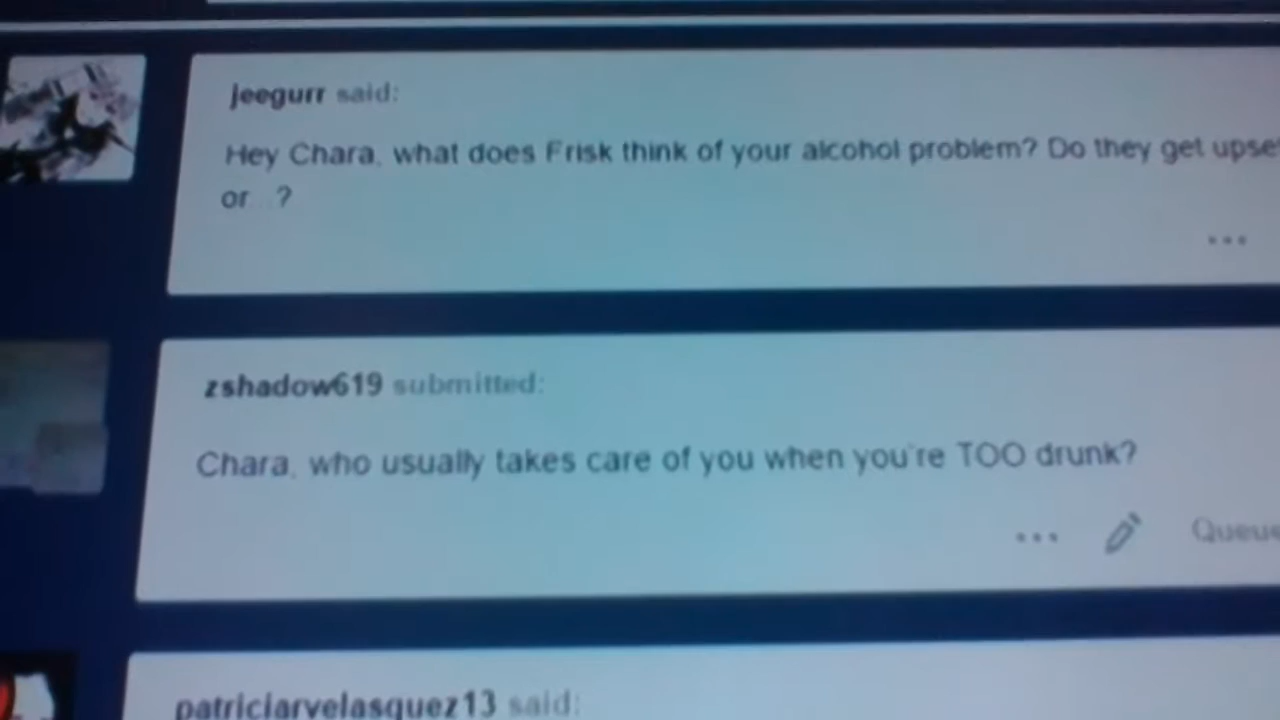 jeegurr said:
Hey Chara, what does Frisk think of your alcohol problem? Do they get upse
or...?
zshadow619 submitted:
Chara, who usually takes care of you when you're TOO drunk?
Queue
patriciarvelasquez13 said: